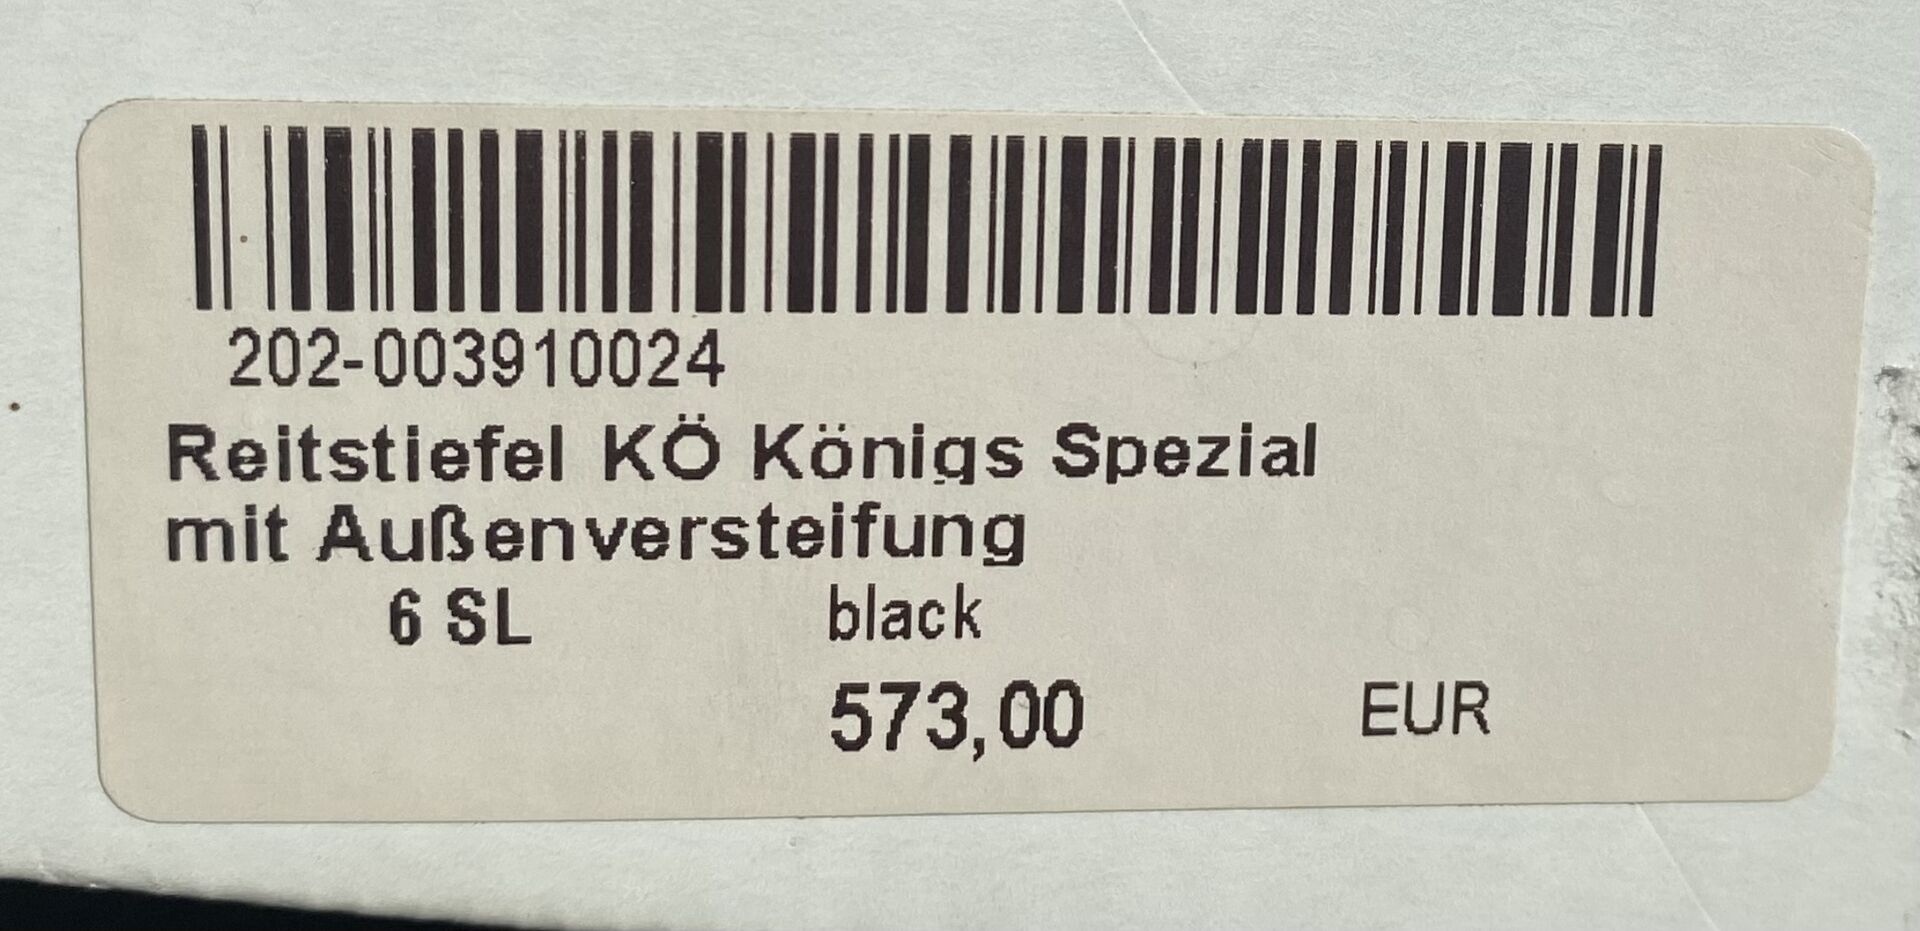 202-003910024
Reitstiefel KÖ Königs Spezial
mit Außenversteifung
6 SL black
573,00 EUR